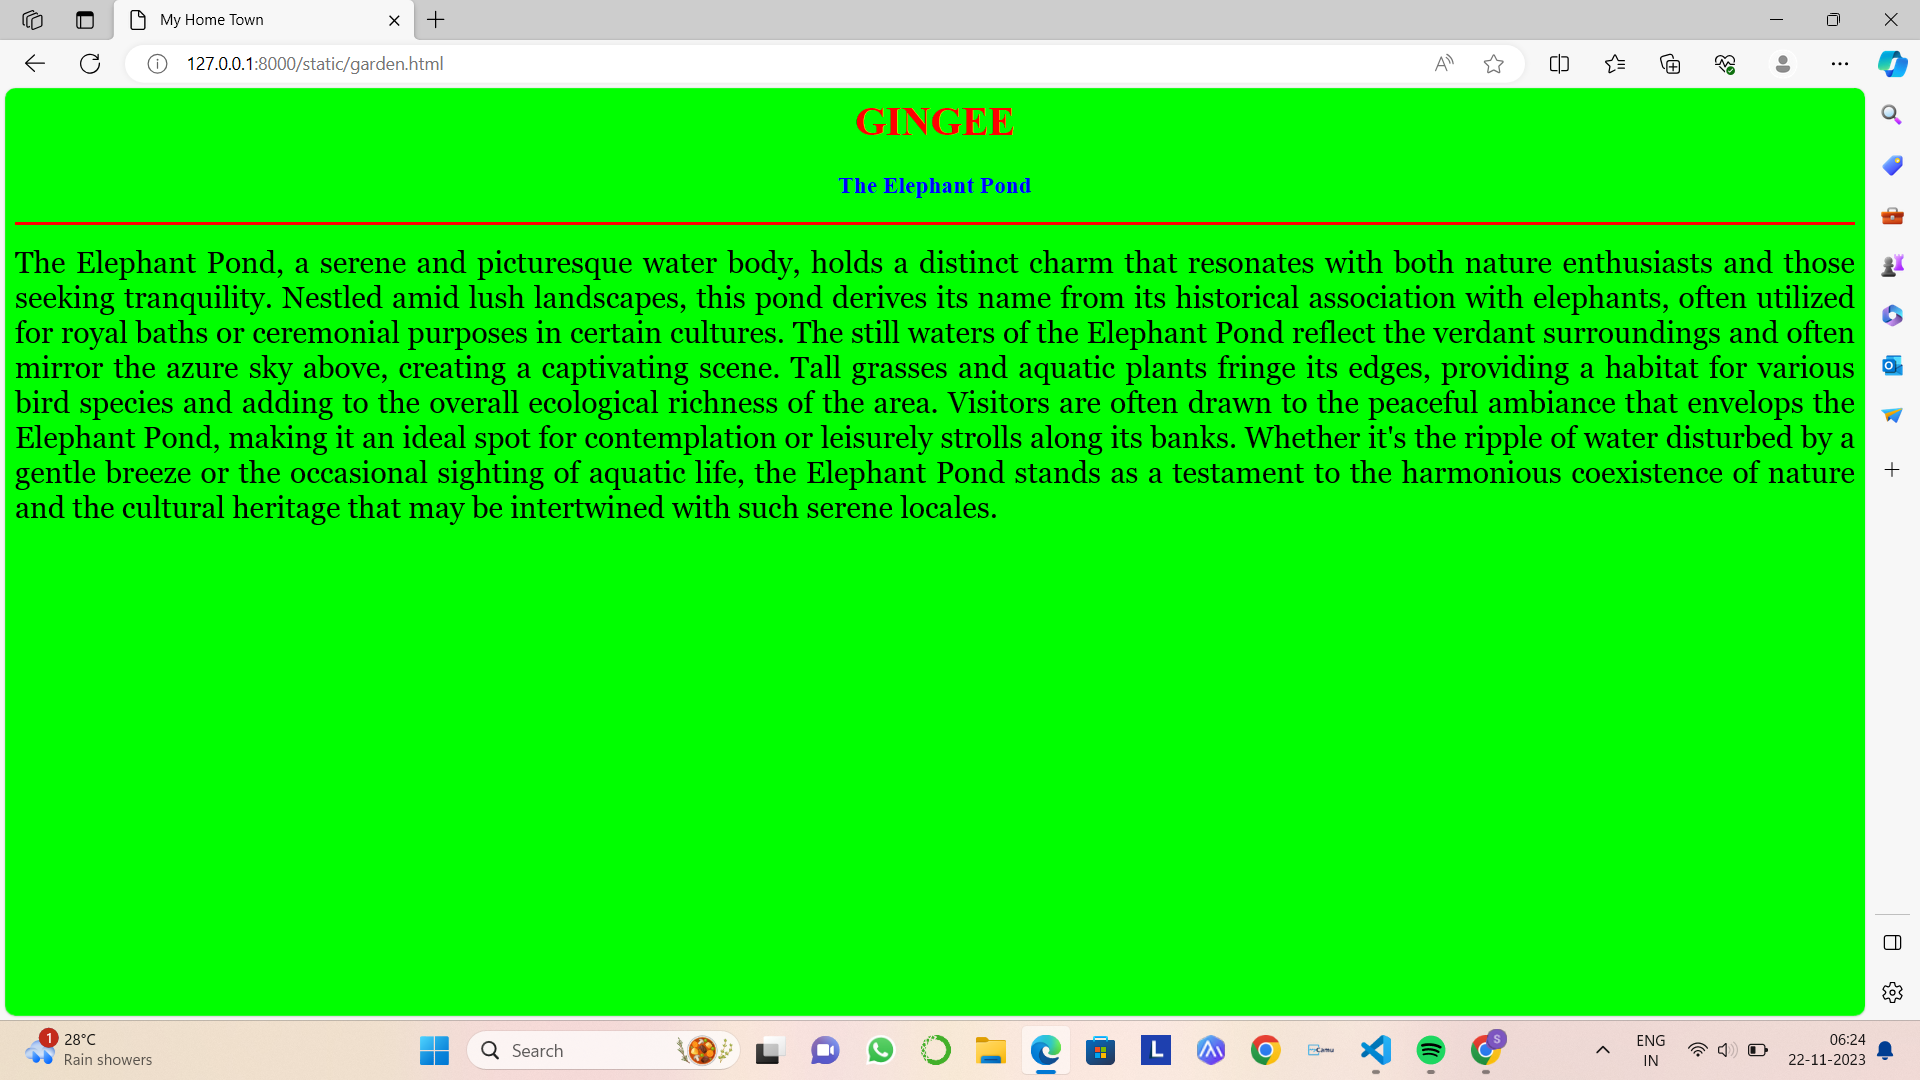 My Home Town
127.0.0.1:8000/static/garden.html
GINGEE
The Elephant Pond
The Elephant Pond, a serene and picturesque water body, holds a distinct charm that resonates with both nature enthusiasts and those
seeking tranquility. Nestled amid lush landscapes, this pond derives its name from its historical association with elephants, often utilized
for royal baths or ceremonial purposes in certain cultures. The still waters of the Elephant Pond reflect the verdant surroundings and often
mirror the azure sky above, creating a captivating scene. Tall grasses and aquatic plants fringe its edges, providing a habitat for various
bird species and adding to the overall ecological richness of the area. Visitors are often drawn to the peaceful ambiance that envelops the
Elephant Pond, making it an ideal spot for contemplation or leisurely strolls along its banks. Whether it's the ripple of water disturbed by a
gentle breeze or the occasional sighting of aquatic life, the Elephant Pond stands as a testament to the harmonious coexistence of nature
and the cultural heritage that may be intertwined with such serene locales.
1
28°C
Rain showers
Search
L
Camu
S
ENG
IN
06:24
22-11-2023